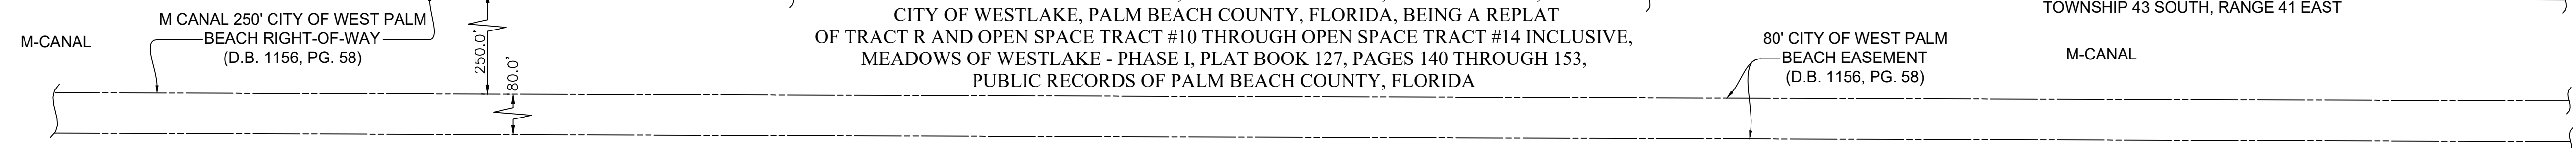 M-CANAL
M CANAL 250' CITY OF WEST PALM
BEACH RIGHT-OF-WAY
(D.B. 1156, PG. 58)
250.0'
80.0'
CITY OF WESTLAKE, PALM BEACH COUNTY, FLORIDA, BEING A REPLAT
OF TRACT R AND OPEN SPACE TRACT #10 THROUGH OPEN SPACE TRACT #14 INCLUSIVE,
MEADOWS OF WESTLAKE - PHASE I, PLAT BOOK 127, PAGES 140 THROUGH 153,
PUBLIC RECORDS OF PALM BEACH COUNTY, FLORIDA
80' CITY OF WEST PALM
BEACH EASEMENT
(D.B. 1156, PG. 58)
TOWNSHIP 43 SOUTH, RANGE 41 EAST
M-CANAL